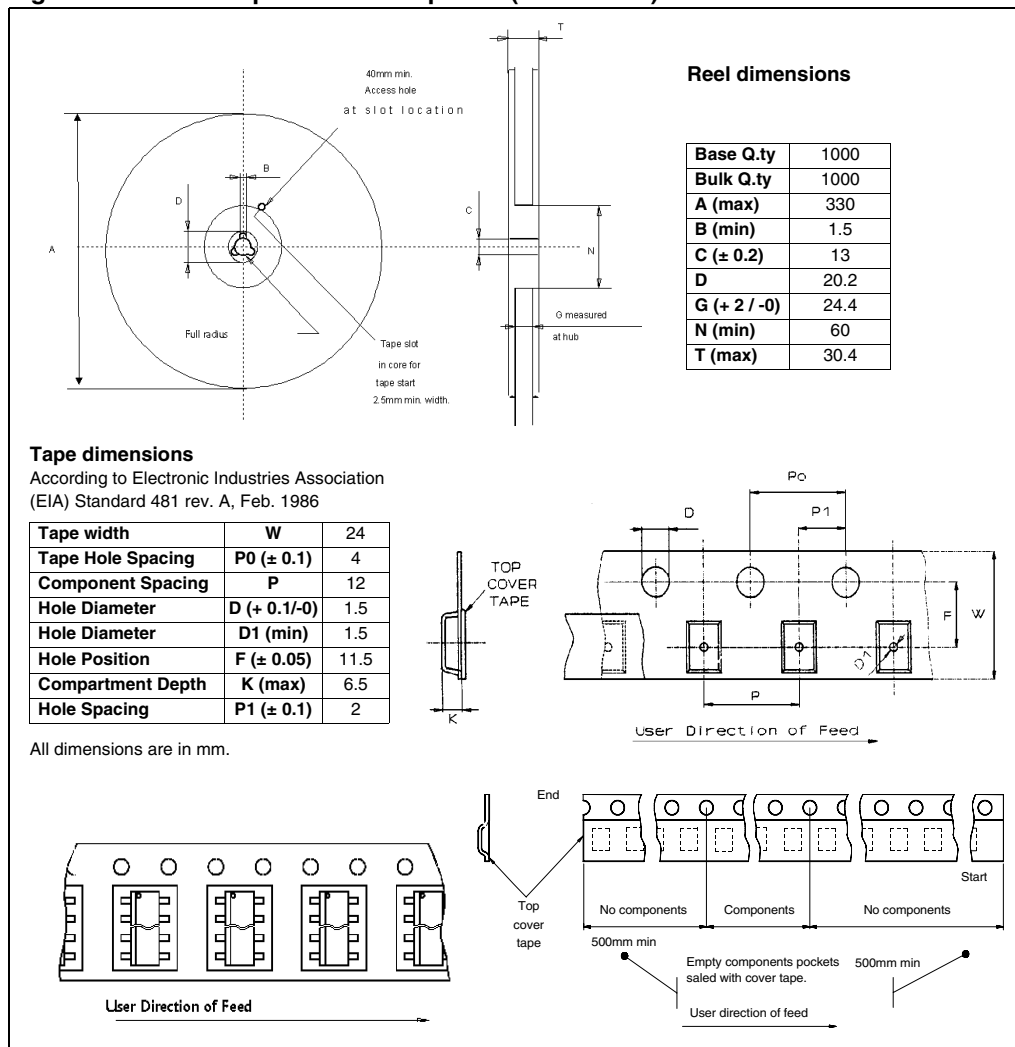 Reel dimensions
Base Q.ty 1000
Bulk Q.ty 1000
A (max) 330
B (min) 1.5
C (± 0.2) 13
D 20.2
G (+ 2 / -0) 24.4
N (min) 60
T (max) 30.4
T
40mm min.
Access hole
at slot location
B
D
A
C
N
Full radius
Tape slot
in core for
tape start
2.5mm min. width.
G measured
at hub
Tape dimensions
According to Electronic Industries Association
(EIA) Standard 481 rev. A, Feb. 1986
Tape width W 24
Tape Hole Spacing P0 (± 0.1) 4
Component Spacing P 12
Hole Diameter D (+ 0.1/-0) 1.5
Hole Diameter D1 (min) 1.5
Hole Position F (± 0.05) 11.5
Compartment Depth K (max) 6.5
Hole Spacing P1 (± 0.1) 2
All dimensions are in mm.
TOP
COVER
TAPE
K
Po
D
P1
F
W
D1
P
User Direction of Feed
User Direction of Feed
End
Start
Top
cover
tape
No components
Components
No components
500mm min
Empty components pockets
saled with cover tape.
500mm min
User direction of feed